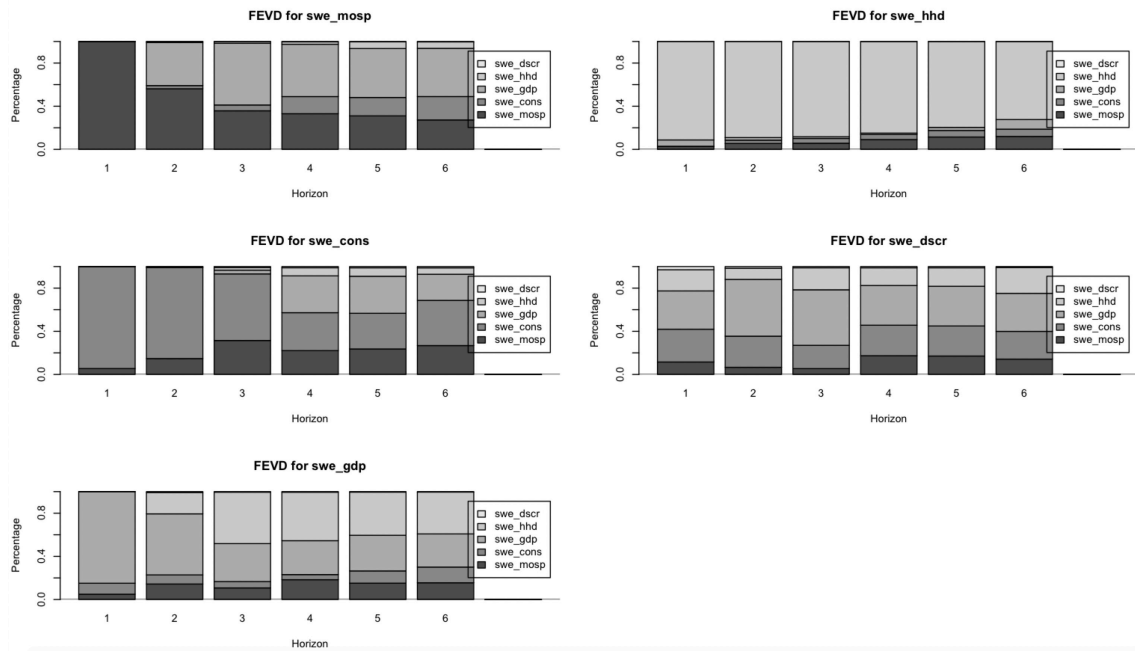 FEVD for swe_mosp
Percentage
0.0 0.4 0.8
swe_dscr
swe_hhd
swe_gdp
swe_cons
swe_mosp
1 2 3 4 5 6
Horizon
FEVD for swe_hhd
Percentage
0.0 0.4 0.8
swe_dscr
swe_hhd
swe_gdp
swe_cons
swe_mosp
1 2 3 4 5 6
Horizon
FEVD for swe_cons
Percentage
0.0 0.4 0.8
swe_dscr
swe_hhd
swe_gdp
swe_cons
swe_mosp
1 2 3 4 5 6
Horizon
FEVD for swe_dscr
Percentage
0.0 0.4 0.8
swe_dscr
swe_hhd
swe_gdp
swe_cons
swe_mosp
1 2 3 4 5 6
Horizon
FEVD for swe_gdp
Percentage
0.0 0.4 0.8
swe_dscr
swe_hhd
swe_gdp
swe_cons
swe_mosp
1 2 3 4 5 6
Horizon